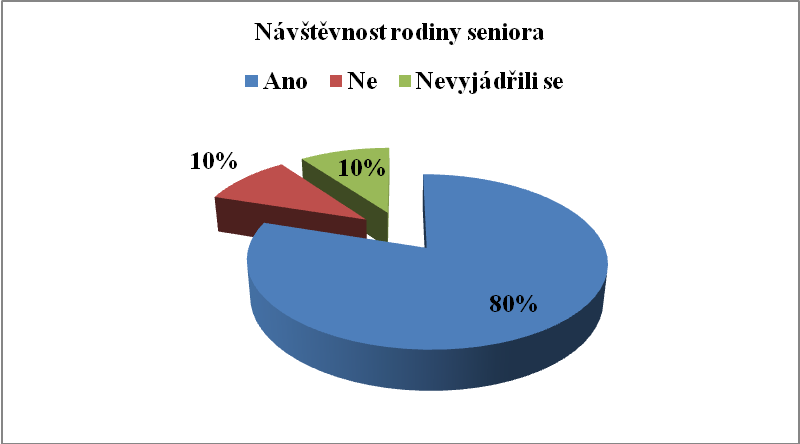 Návštěvnost rodiny seniora
Ano Ne Nevyjádřili se
10%
10%
80%